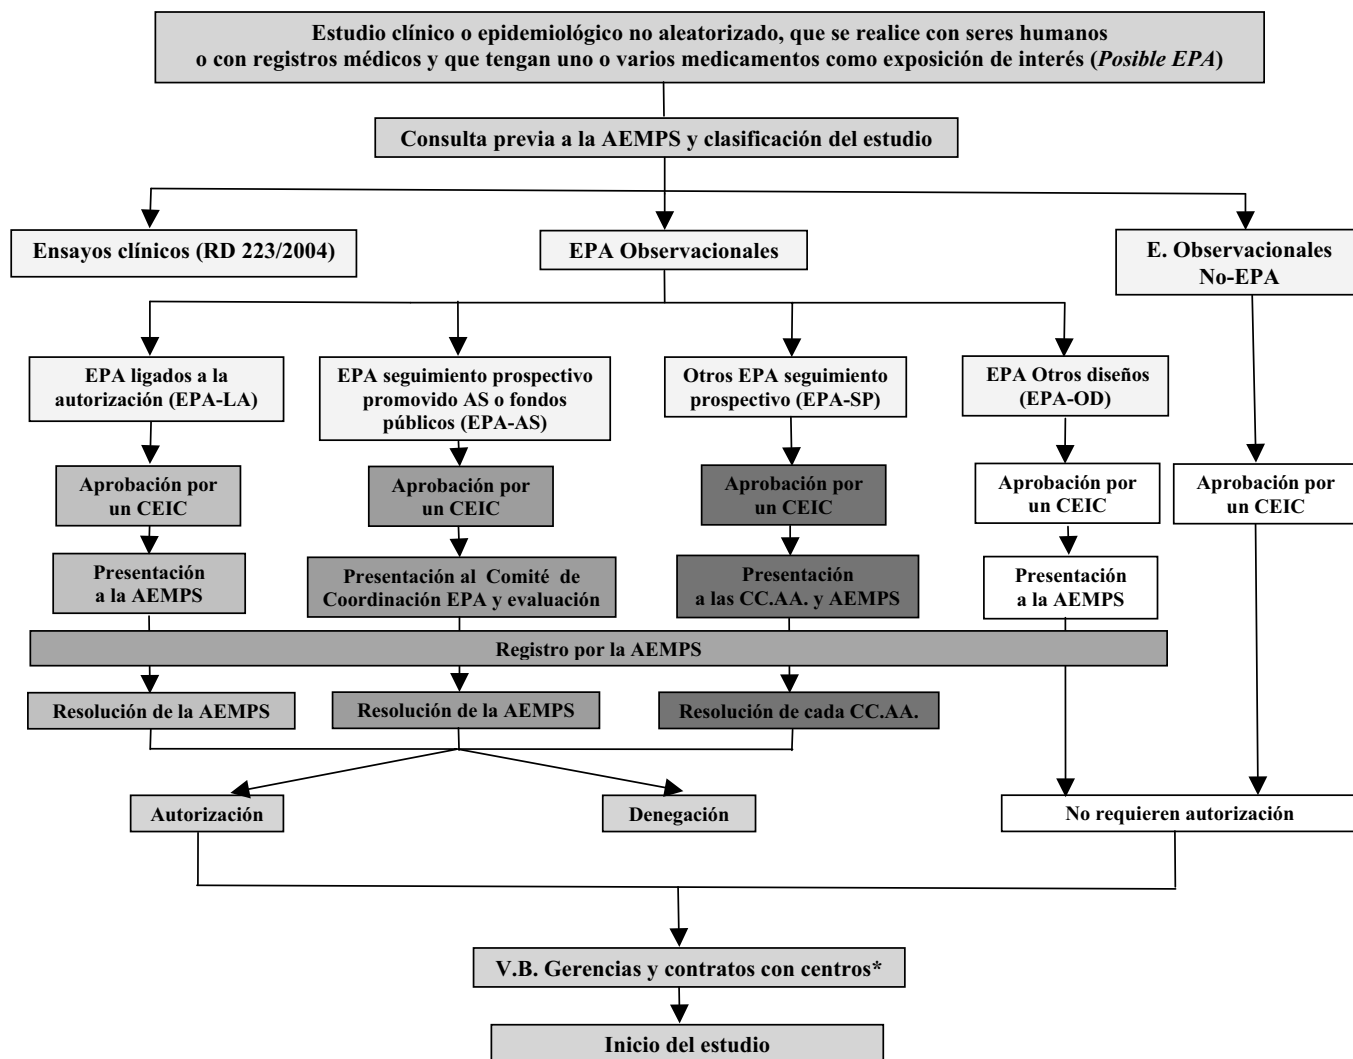 Estudio clínico o epidemiológico no aleatorizado, que se realice con seres humanos
o con registros médicos y que tengan uno o varios medicamentos como exposición de interés (Posible EPA)
Consulta previa a la AEMPS y clasificación del estudio
Ensayos clínicos (RD 223/2004)
EPA Observacionales
E. Observacionales
No-EPA
EPA ligados a la
autorización (EPA-LA)
EPA seguimiento prospectivo
promovido AS o fondos
públicos (EPA-AS)
Otros EPA seguimiento
prospectivo (EPA-SP)
EPA Otros diseños
(EPA-OD)
Aprobación por
un CEIC
Aprobación por
un CEIC
Aprobación por
un CEIC
Aprobación por
un CEIC
Aprobación por
un CEIC
Presentación
a la AEMPS
Presentación al Comité de
Coordinación EPA y evaluación
Presentación
a las CC.AA. y AEMPS
Presentación
a la AEMPS
Registro por la AEMPS
Resolución de la AEMPS
Resolución de la AEMPS
Resolución de cada CC.AA.
Autorización
Denegación
No requieren autorización
V.B. Gerencias y contratos con centros*
Inicio del estudio